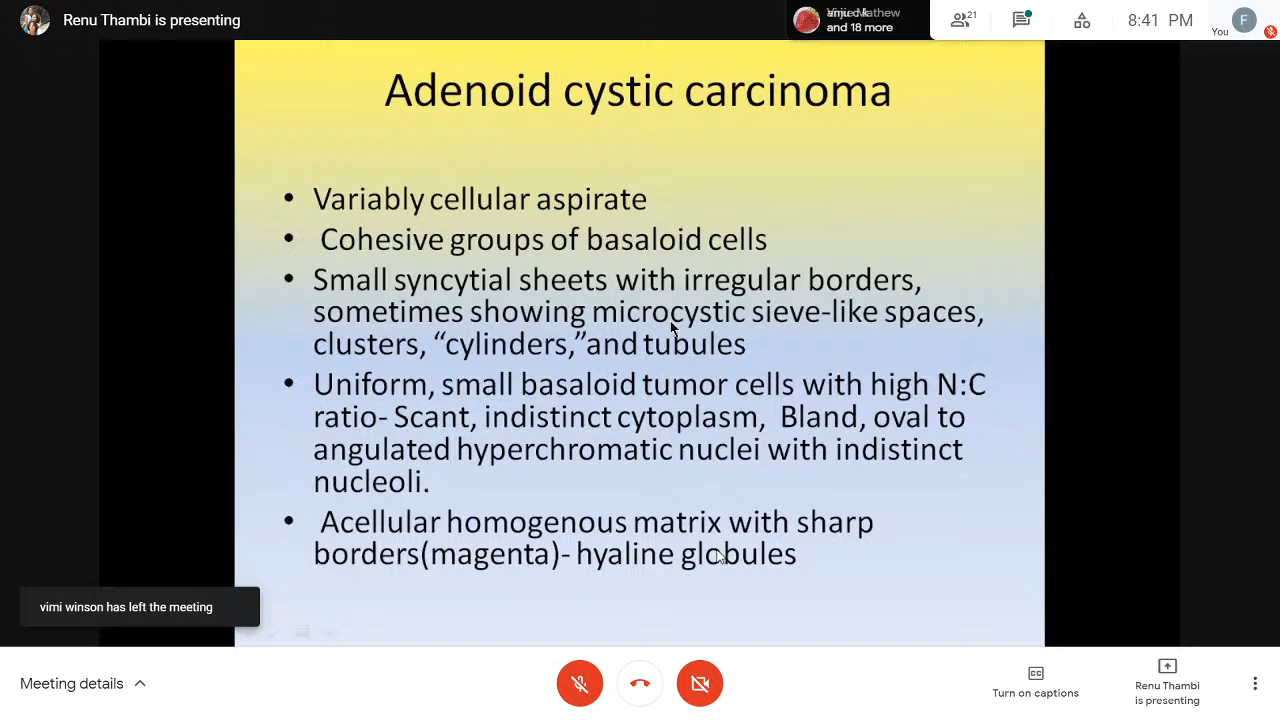 Renu Thambi is presenting
and 18 more
21
8:41 PM
You
F
Adenoid cystic carcinoma
• Variably cellular aspirate
• Cohesive groups of basaloid cells
• Small syncytial sheets with irregular borders,
sometimes showing microcystic sieve-like spaces,
clusters, “cylinders,”and tubules
• Uniform, small basaloid tumor cells with high N:C
ratio- Scant, indistinct cytoplasm, Bland, oval to
angulated hyperchromatic nuclei with indistinct
nucleoli.
• Acellular homogenous matrix with sharp
borders(magenta)- hyaline globules
vimi winson has left the meeting
Meeting details
CC
Turn on captions
Renu Thambi
is presenting